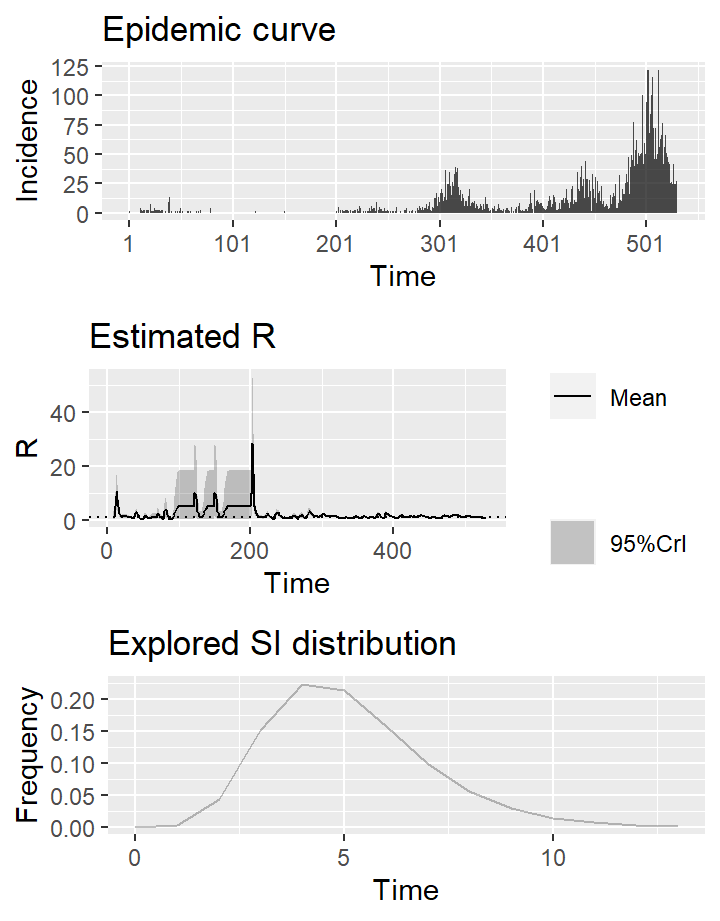 Epidemic curve
Incidence
125
100
75
50
25
0
1 101 201 301 401 501
Time
Estimated R
R
40
20
0
0 200 400
Time
Mean
95%CrI
Explored SI distribution
Frequency
0.20
0.15
0.10
0.05
0.00
0 5 10
Time